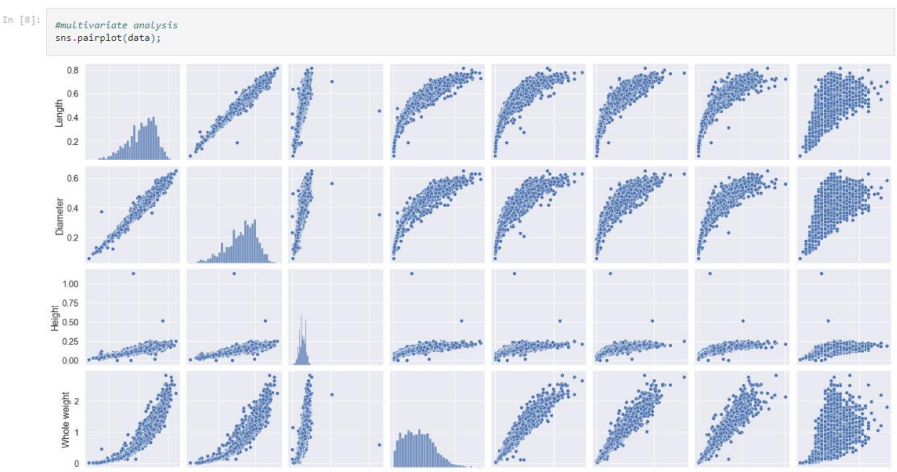 In [8]:
#multivariate analysis
sns.pairplot(data);
0.8
0.6
0.4
0.2
Length
0.6
0.4
0.2
Diameter
1.00
0.75
0.50
0.25
0.00
Height
2
1
0
Whole weight